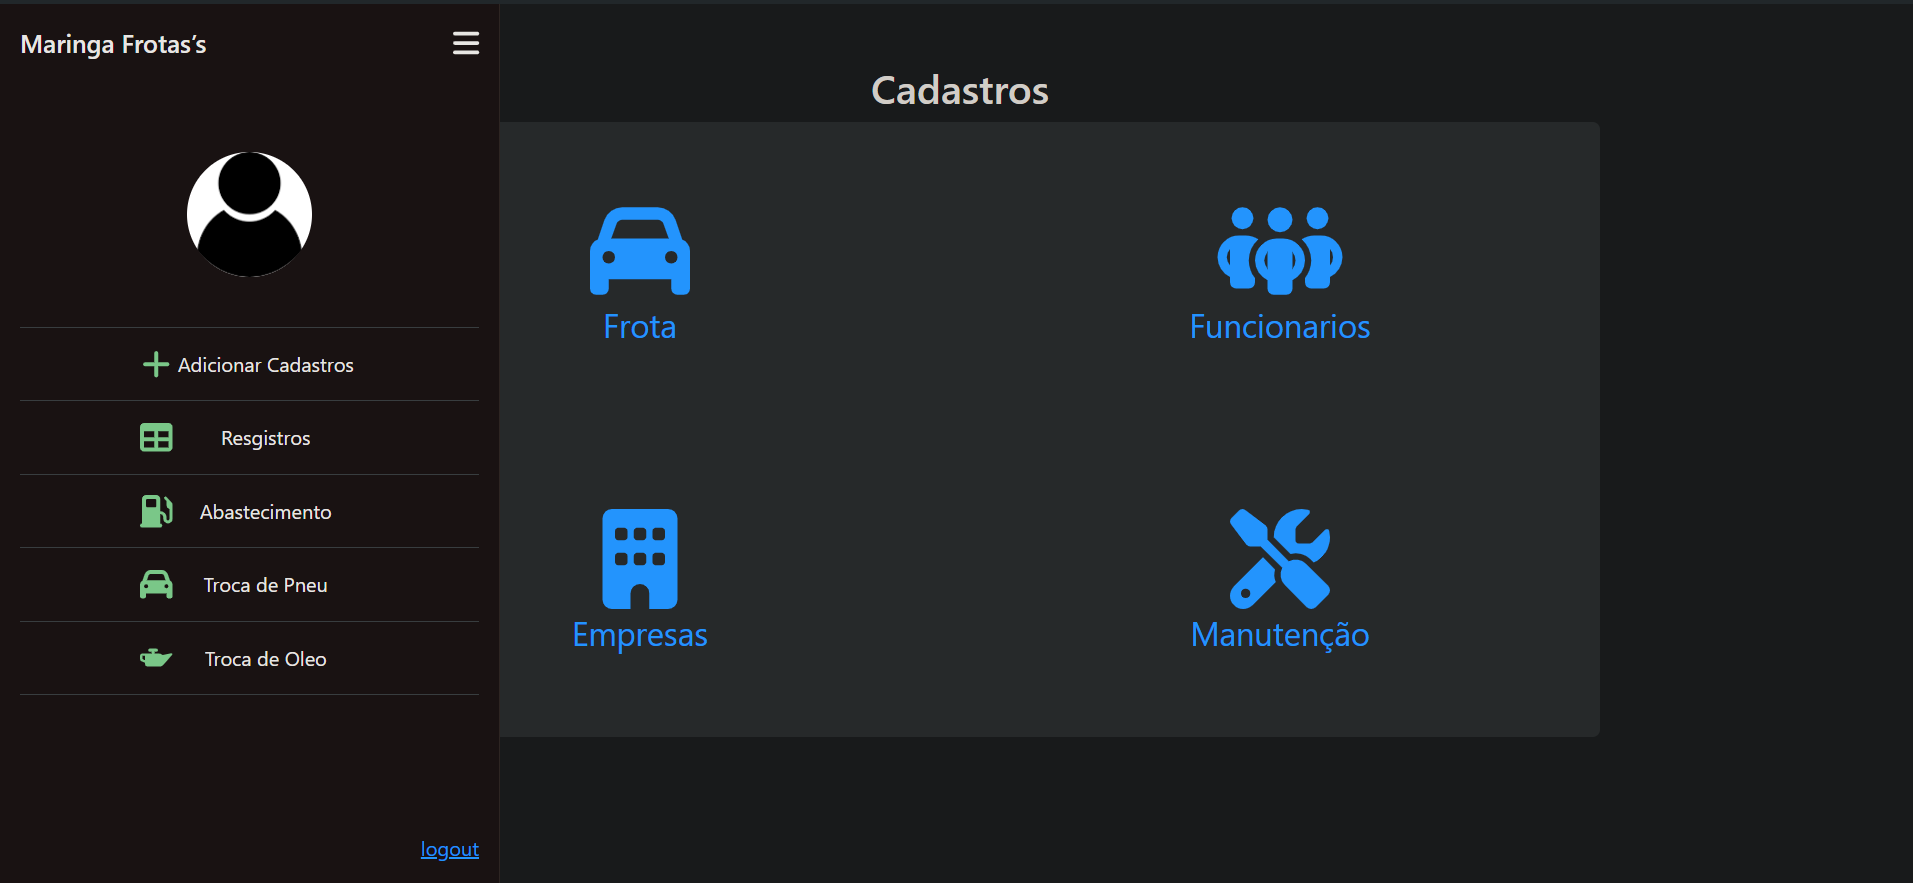 Maringa Frotas’s
Adicionar Cadastros
Resgistros
Abastecimento
Troca de Pneu
Troca de Oleo
logout
Cadastros
Frota
Funcionarios
Empresas
Manutenção